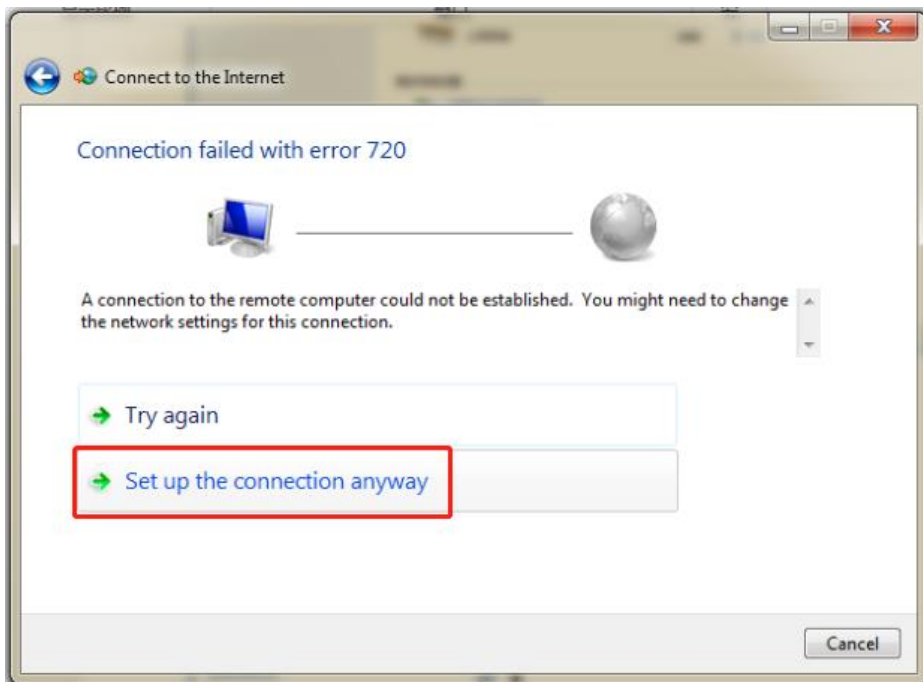 Connect to the Internet
Connection failed with error 720
A connection to the remote computer could not be established. You might need to change
the network settings for this connection.
Try again
Set up the connection anyway
Cancel